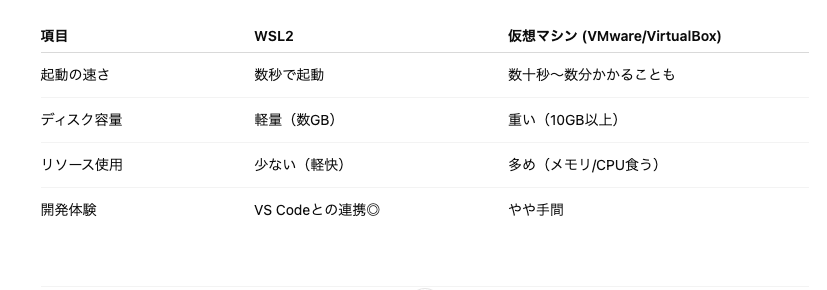 項目 WSL2 仮想マシン (VMware/VirtualBox)
起動の速さ 数秒で起動 数十秒〜数分かかることも
ディスク容量 軽量（数GB） 重い（10GB以上）
リソース使用 少ない（軽快） 多め（メモリ/CPU食う）
開発体験 VS Codeとの連携◎ やや手間